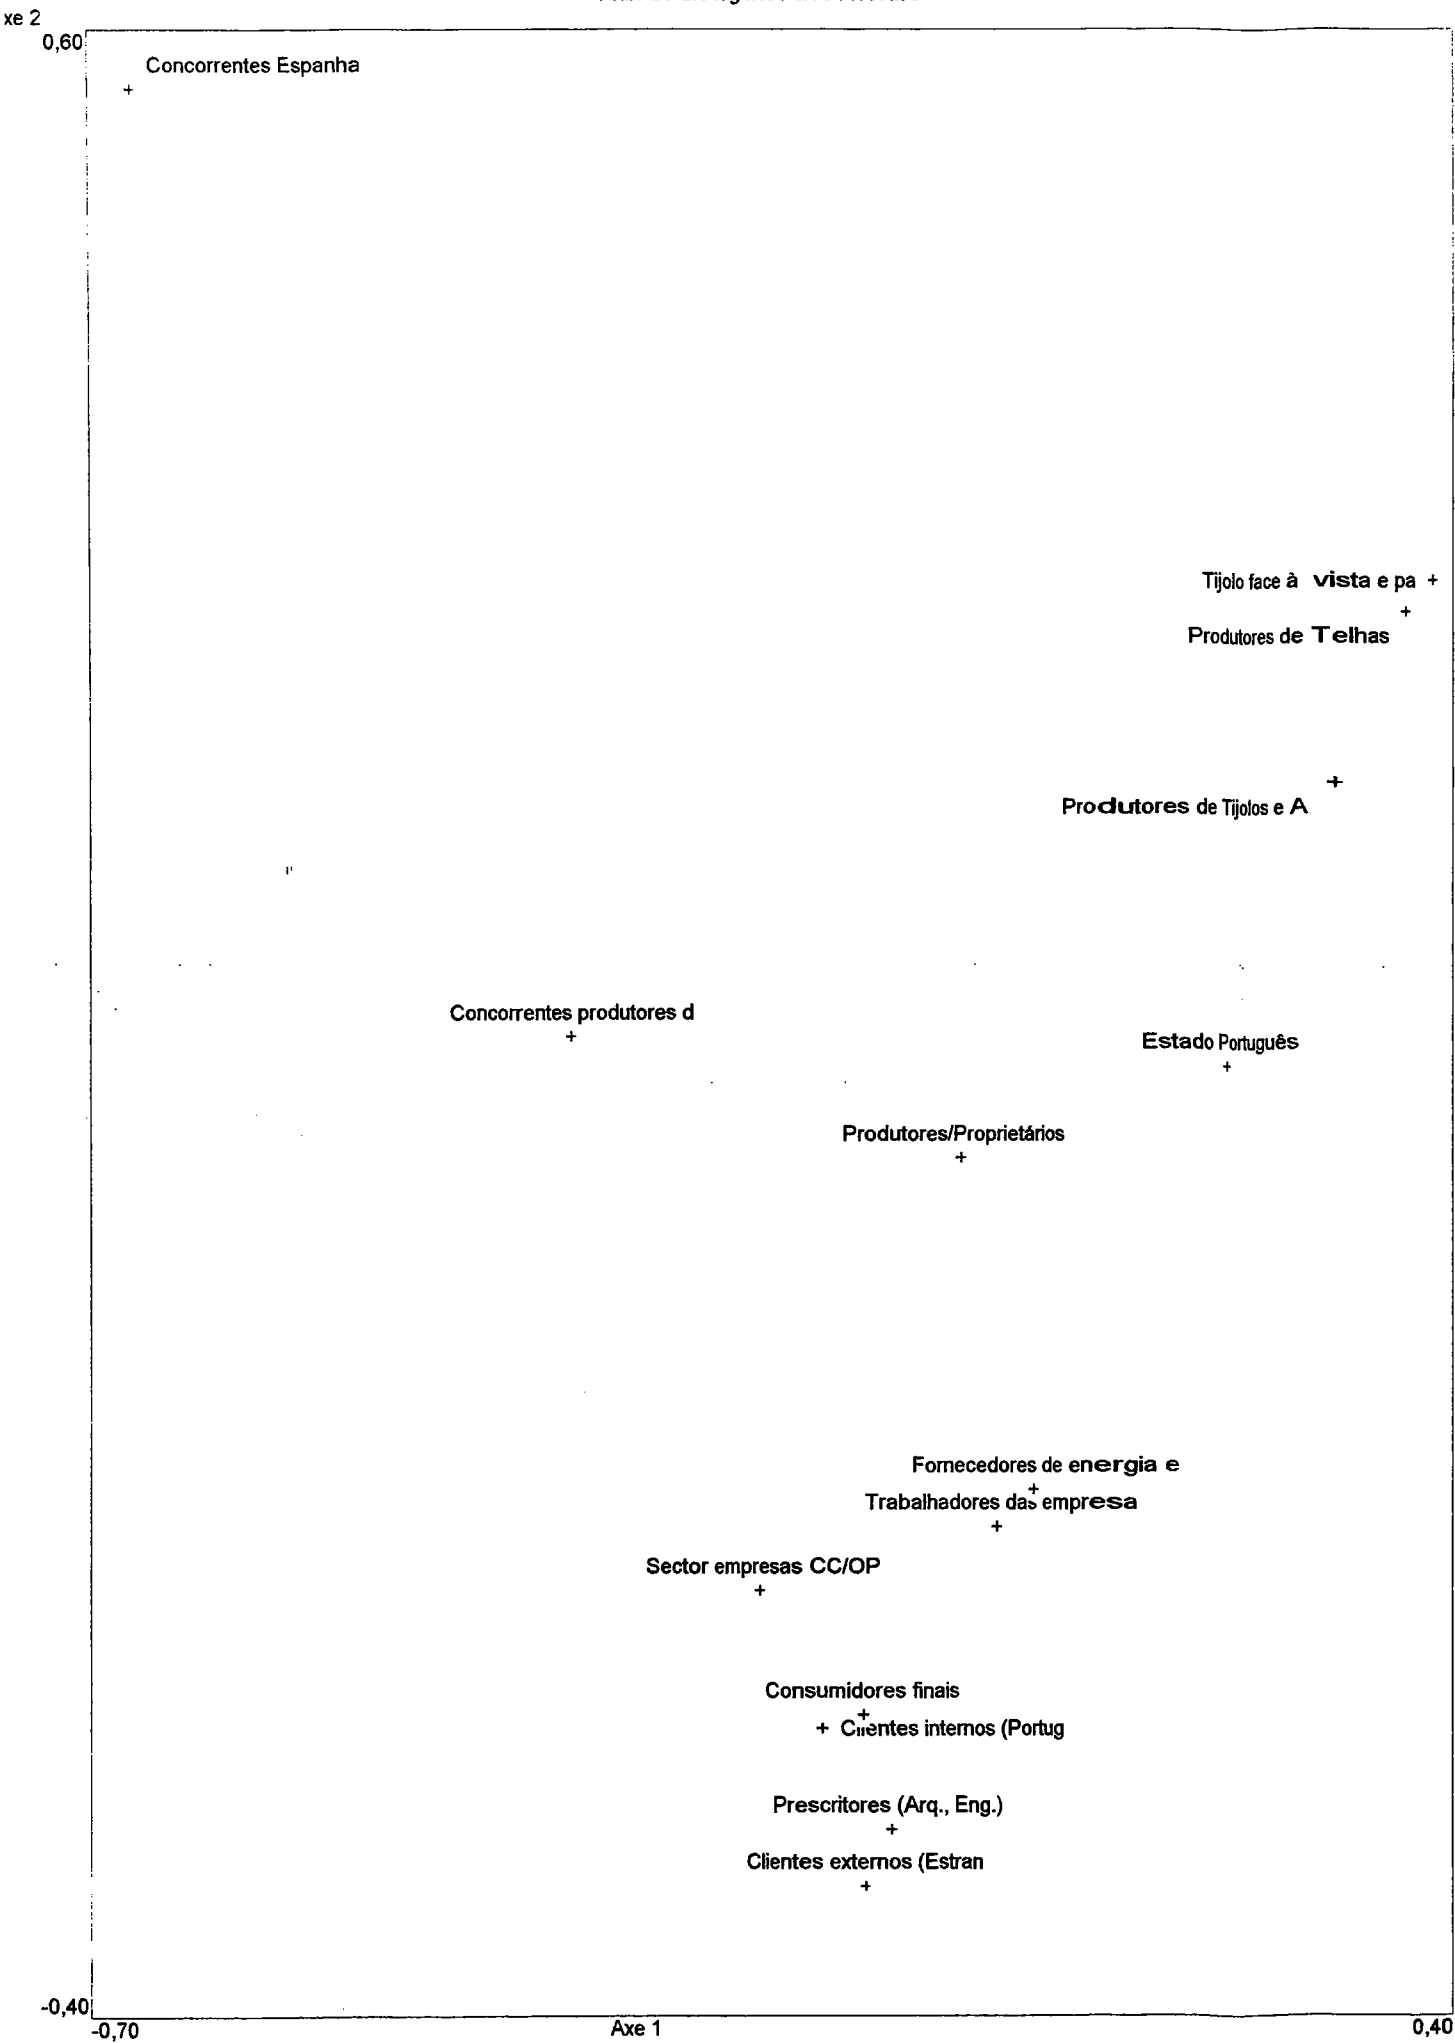 xe 2
0,60
Concorrentes Espanha
Tijolo face à vista e pa
Produtores de Telhas
Produtores de Tijolos e A
Concorrentes produtores d
Estado Português
Produtores/Proprietários
Fornecedores de energia e
Trabalhadores das empresa
Sector empresas CC/OP
Consumidores finais
Clientes internos (Portug
Prescritores (Arq., Eng.)
Clientes externos (Estran
-0,40
-0,70
Axe 1
0,40